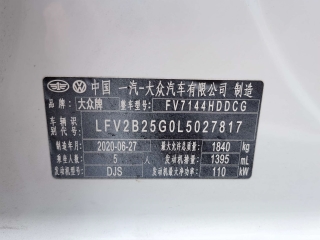 中国 一汽-大众汽车有限公司 制造
品牌: 大众牌 整车型号: FV7144HDDCG
车辆识别代号: LFV2B25G0L5027817
制造年月: 2020-06-27 最大允许总质量: 1840 kg
乘坐人数: 5 人 发动机排量: 1395 mL
发动机型号: DJS 发动机最大净功率: 110 kW